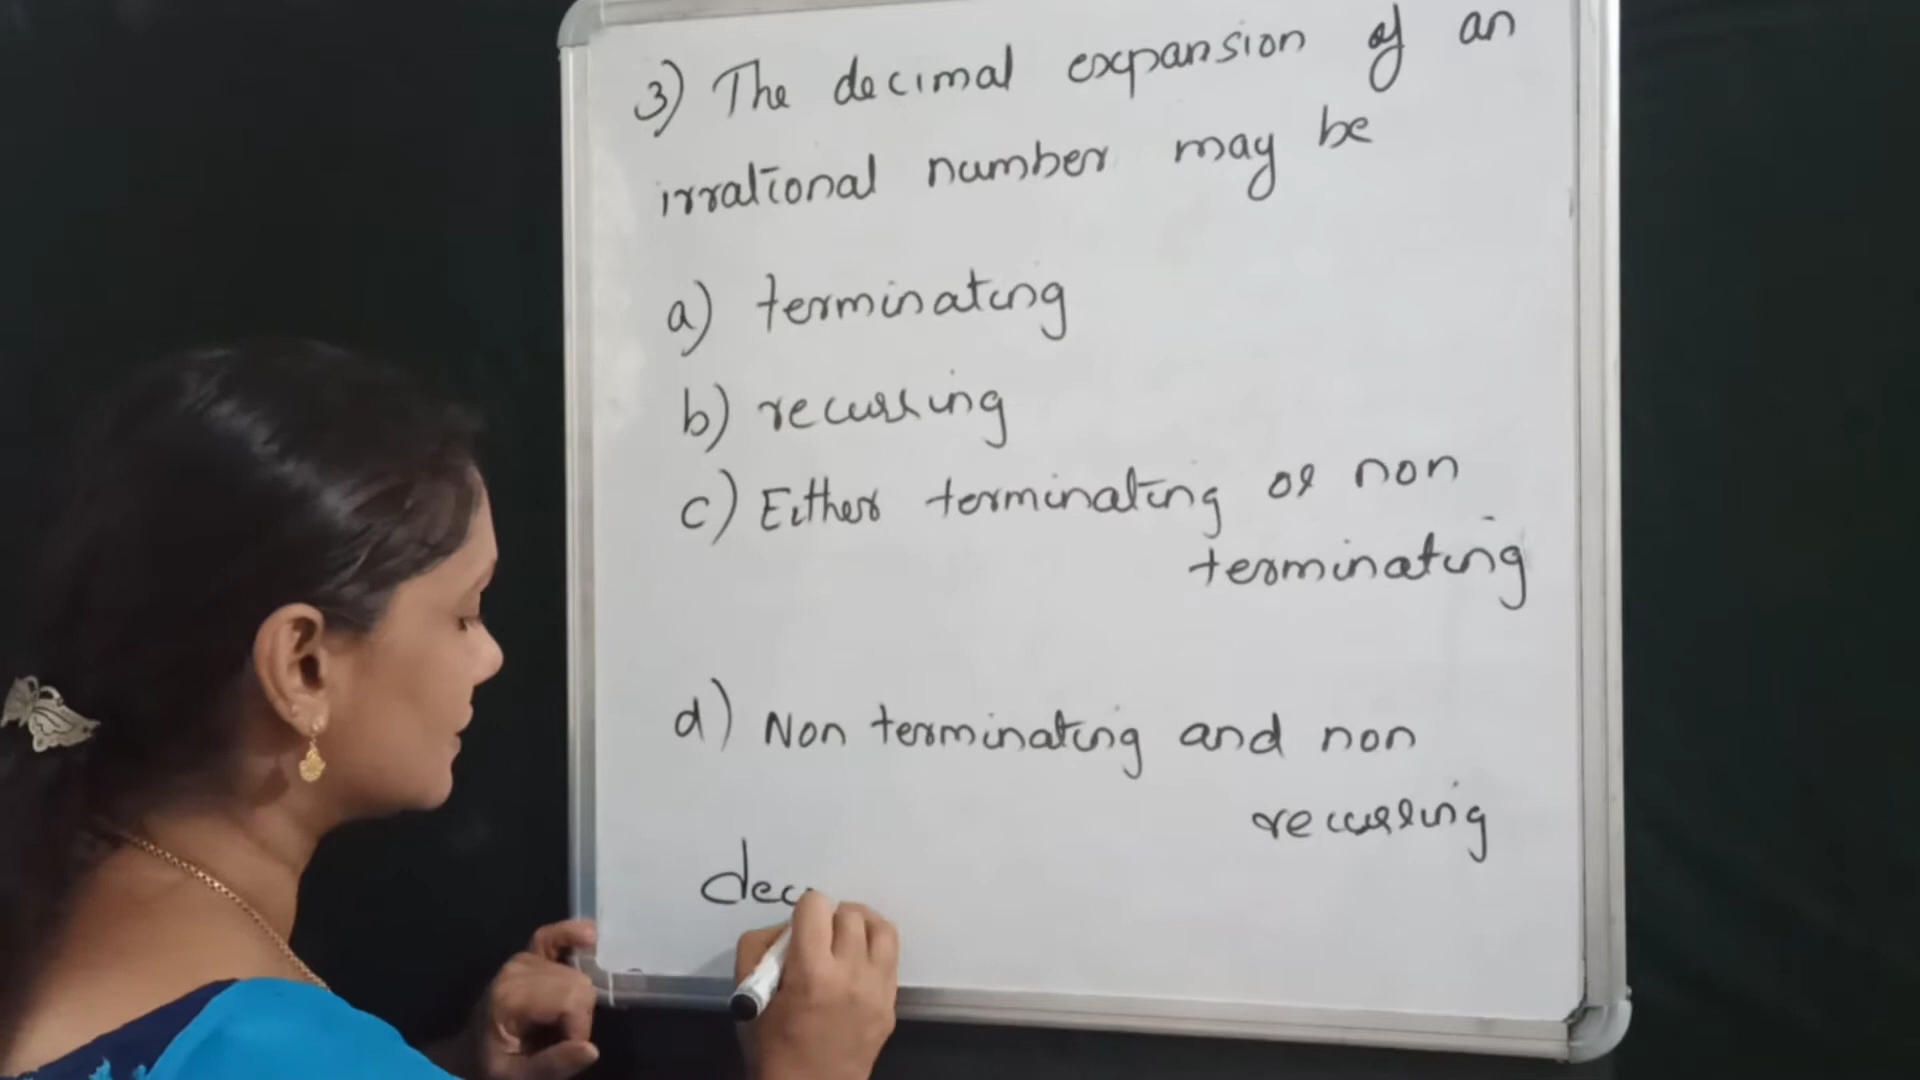 3) The decimal expansion of an
irrational number may be
a) terminating
b) recurring
c) Either terminating or non
terminating
d) Non terminating and non
recurring
dec